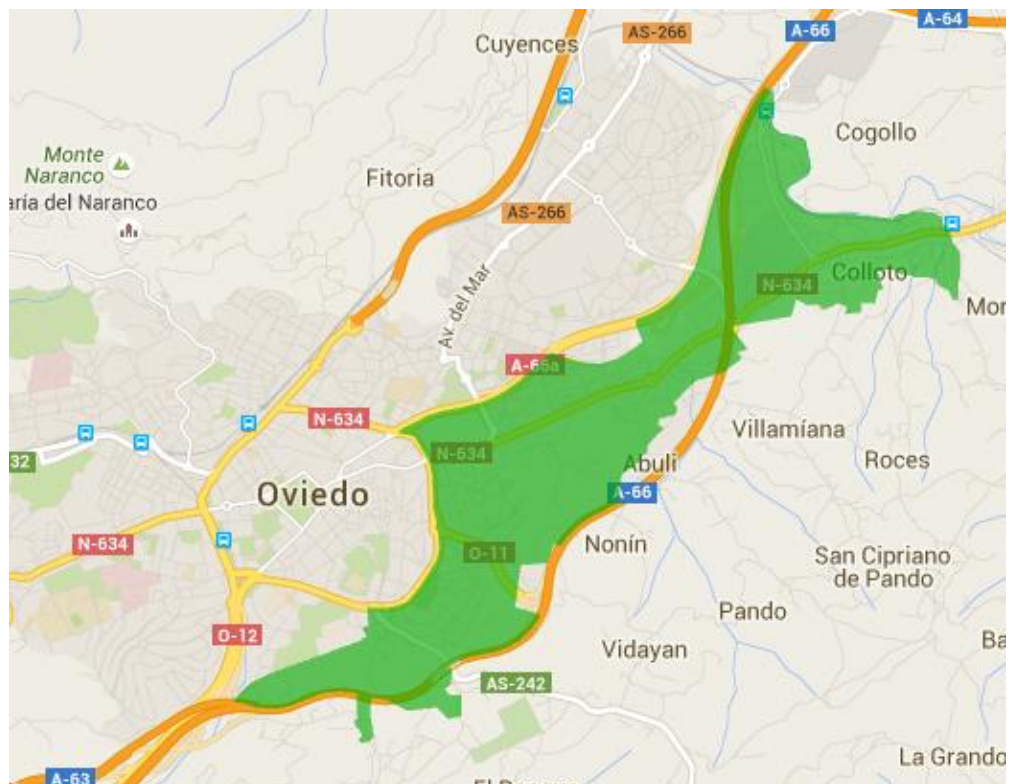 A-64
A-66
AS-266
Cuyences
Cogollo
Monte
Naranco
Fitoria
aría del Naranco
AS-266
Colloto
N-634
Mor
Av. del Mar
A-66a
N-634
Villamíana
N-634
Roces
32
Abuli
Oviedo
A-66
N-634
Nonín
O-11
San Cipriano
de Pando
Pando
O-12
Vidayan
Ba
AS-242
La Grando
A-63